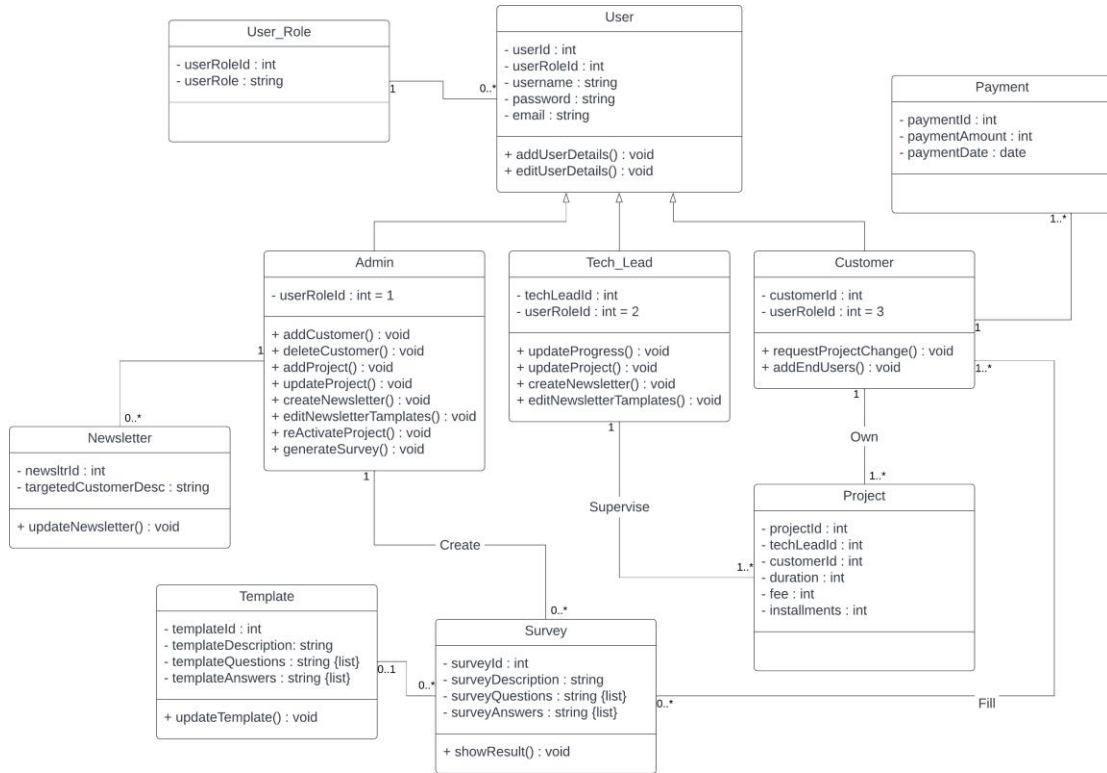 User_Role
- userRoleId : int
- userRole : string
1
0..*
User
- userId : int
- userRoleId : int
- username : string
- password : string
- email : string
+ addUserDetails() : void
+ editUserDetails() : void
Payment
- paymentId : int
- paymentAmount : int
- paymentDate : date
1..*
1
Admin
- userRoleId : int = 1
+ addCustomer() : void
+ deleteCustomer() : void
+ addProject() : void
+ updateProject() : void
+ createNewsletter() : void
+ editNewsletterTamplates() : void
+ reActivateProject() : void
+ generateSurvey() : void
Tech_Lead
- techLeadId : int
- userRoleId : int = 2
+ updateProgress() : void
+ updateProject() : void
+ createNewsletter() : void
+ editNewsletterTamplates() : void
Customer
- customerId : int
- userRoleId : int = 3
+ requestProjectChange() : void
+ addEndUsers() : void
1
0..*
Newsletter
- newsltrId : int
- targetedCustomerDesc : string
+ updateNewsletter() : void
1
Create
0..*
1
Supervise
1..*
1
Own
1..*
1..*
Fill
0..*
Project
- projectId : int
- techLeadId : int
- customerId : int
- duration : int
- fee : int
- installments : int
Template
- templateId : int
- templateDescription: string
- templateQuestions : string {list}
- templateAnswers : string {list}
+ updateTemplate() : void
0..1
0..*
Survey
- surveyId : int
- surveyDescription : string
- surveyQuestions : string {list}
- surveyAnswers : string {list}
+ showResult() : void